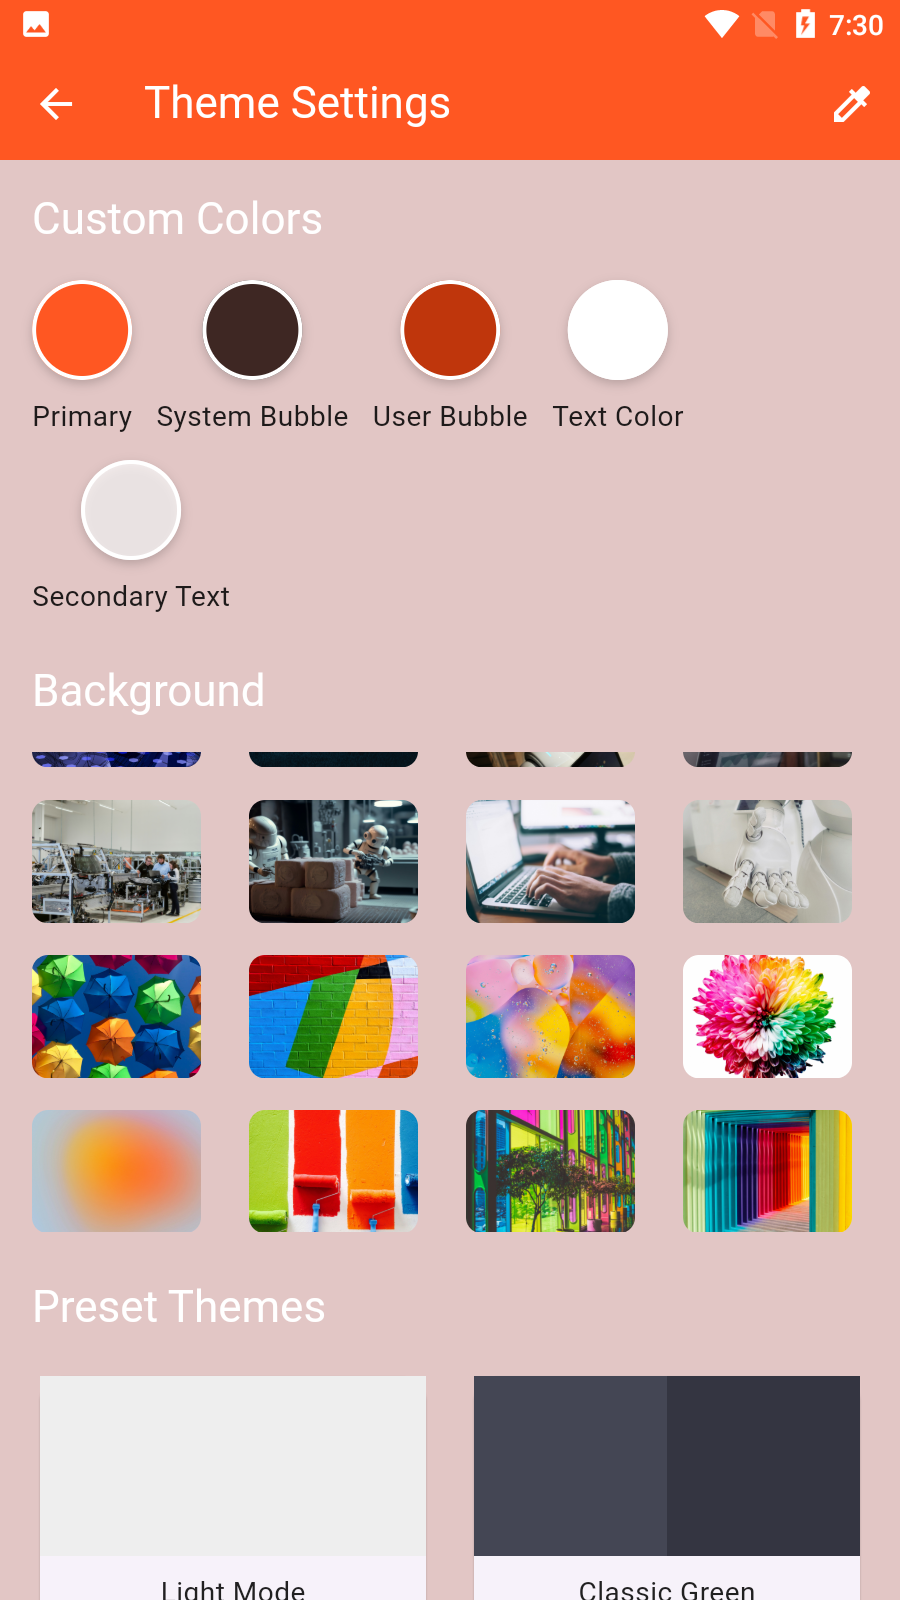 7:30
Theme Settings
Custom Colors
Primary System Bubble User Bubble Text Color
Secondary Text
Background
Preset Themes
Light Mode Classic Green